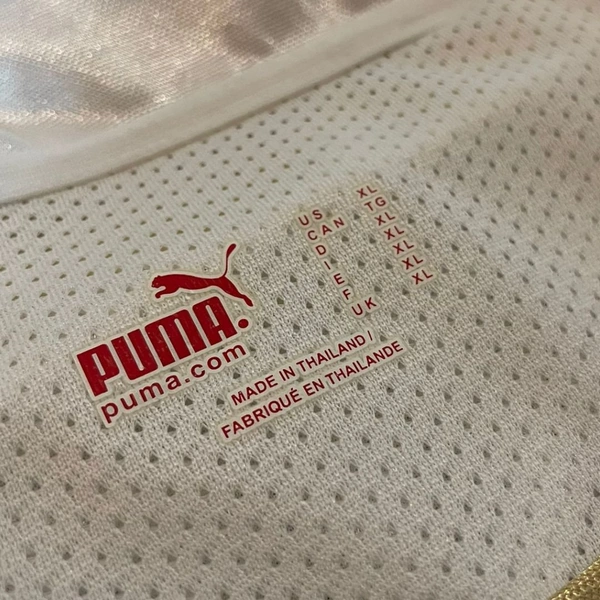 PUMA.
puma.com
US XL
CAN TG
D XL
I XL
E XL
F XL
UK XL
MADE IN THAILAND /
FABRIQUÉ EN THAILANDE